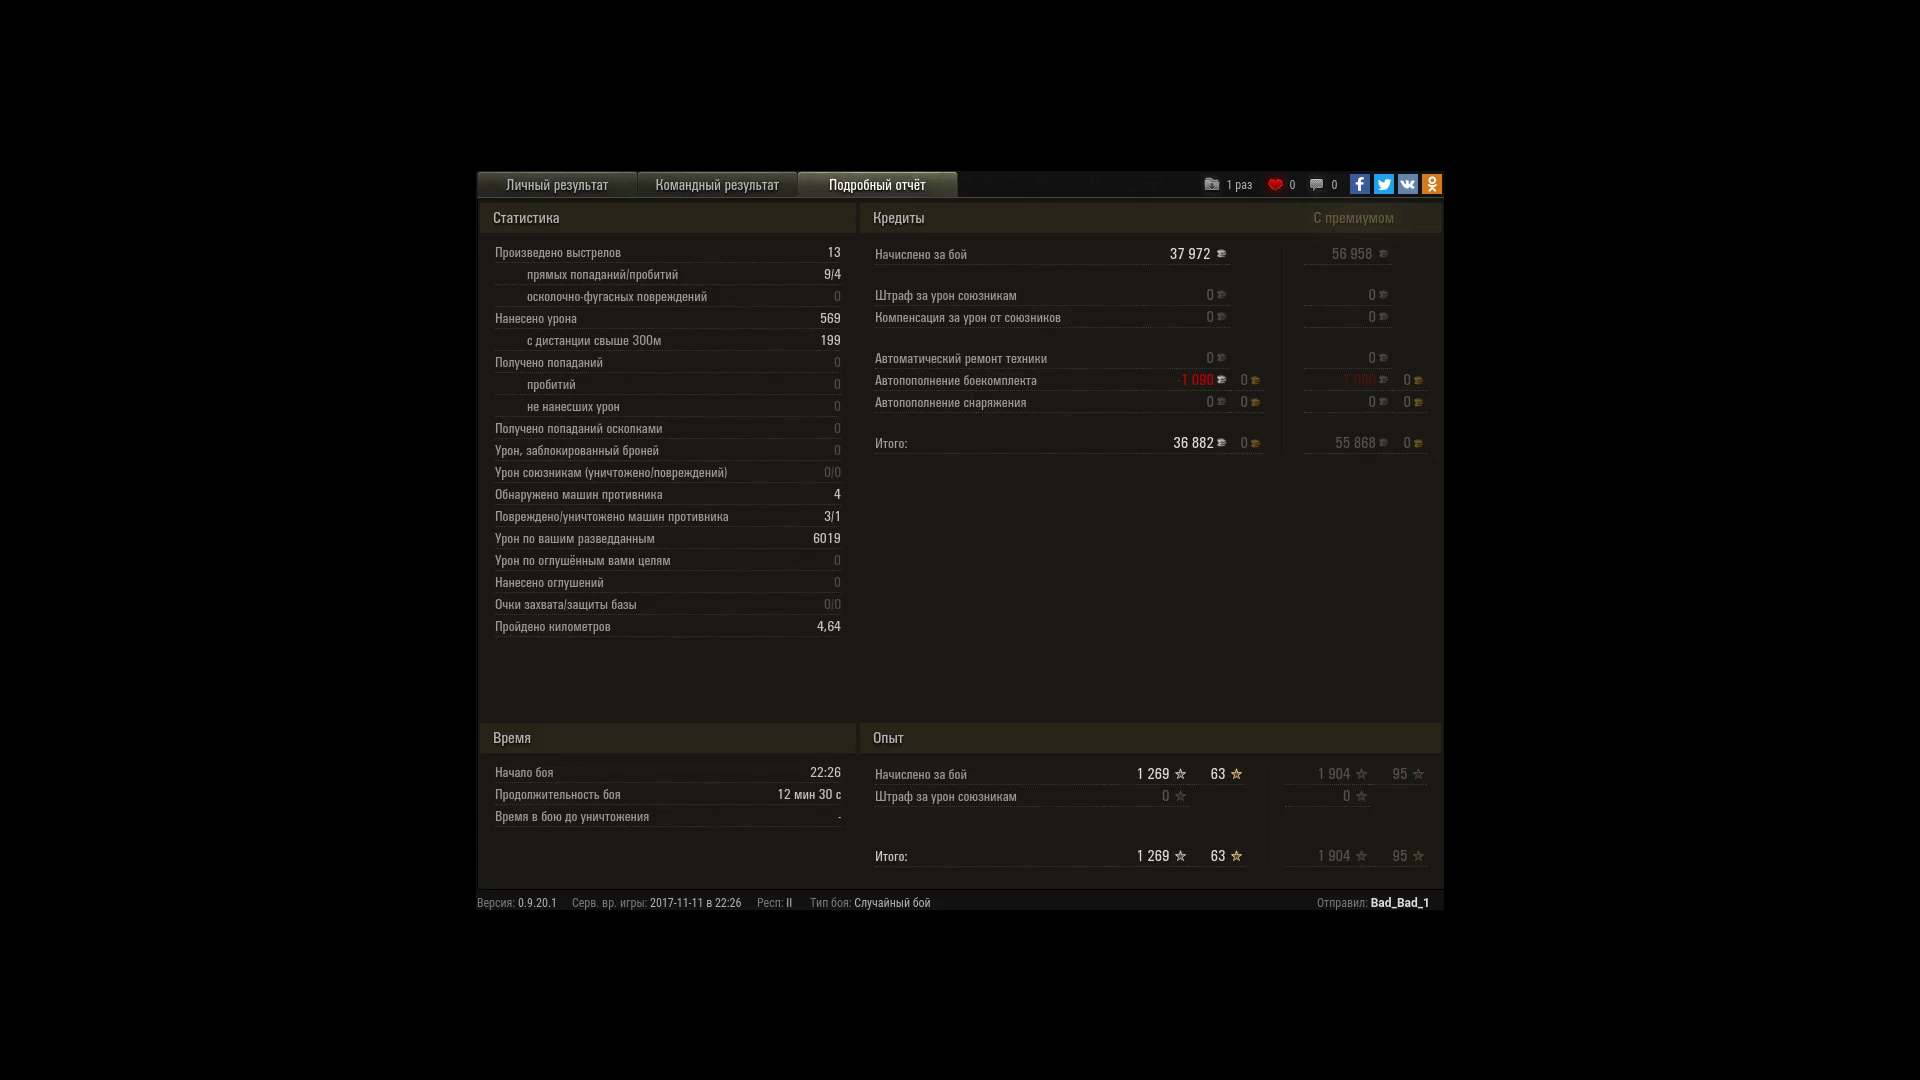 Личный результат Командный результат Подробный отчёт 1 раз 0 0
Статистика
Произведено выстрелов 13
прямых попаданий/пробитий 9/4
осколочно-фугасных повреждений 0
Нанесено урона 569
с дистанции свыше 300м 199
Получено попаданий 0
пробитий 0
не нанесших урон 0
Получено попаданий осколками 0
Урон, заблокированный броней 0
Урон союзникам (уничтожено/повреждений) 0/0
Обнаружено машин противника 4
Повреждено/уничтожено машин противника 3/1
Урон по вашим разведданным 6019
Урон по оглушённым вами целям 0
Нанесено оглушений 0
Очки захвата/защиты базы 0/0
Пройдено километров 4,64
Кредиты С премиумом
Начислено за бой 37 972 56 958
Штраф за урон союзникам 0 0
Компенсация за урон от союзников 0 0
Автоматический ремонт техники 0 0
Автопополнение боекомплекта -1 090 0 -1 090 0
Автопополнение снаряжения 0 0 0 0
Итого: 36 882 0 55 868 0
Время
Начало боя 22:26
Продолжительность боя 12 мин 30 с
Время в бою до уничтожения -
Опыт
Начислено за бой 1 269 63 1 904 95
Штраф за урон союзникам 0 0
Итого: 1 269 63 1 904 95
Версия: 0.9.20.1 Серв. вр. игры: 2017-11-11 в 22:26 Респ: II Тип боя: Случайный бой Отправил: Bad_Bad_1